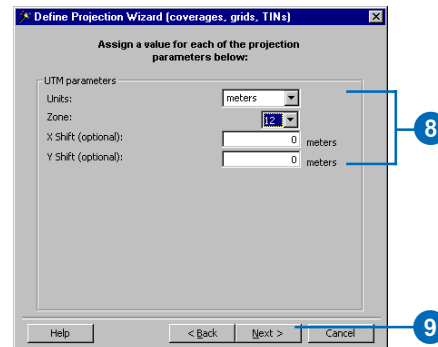 Define Projection Wizard (coverages, grids, TINs)
Assign a value for each of the projection
parameters below:
UTM parameters
Units: meters
Zone: 12
X Shift (optional): 0 meters
Y Shift (optional): 0 meters
8
Help < Back Next > Cancel
9